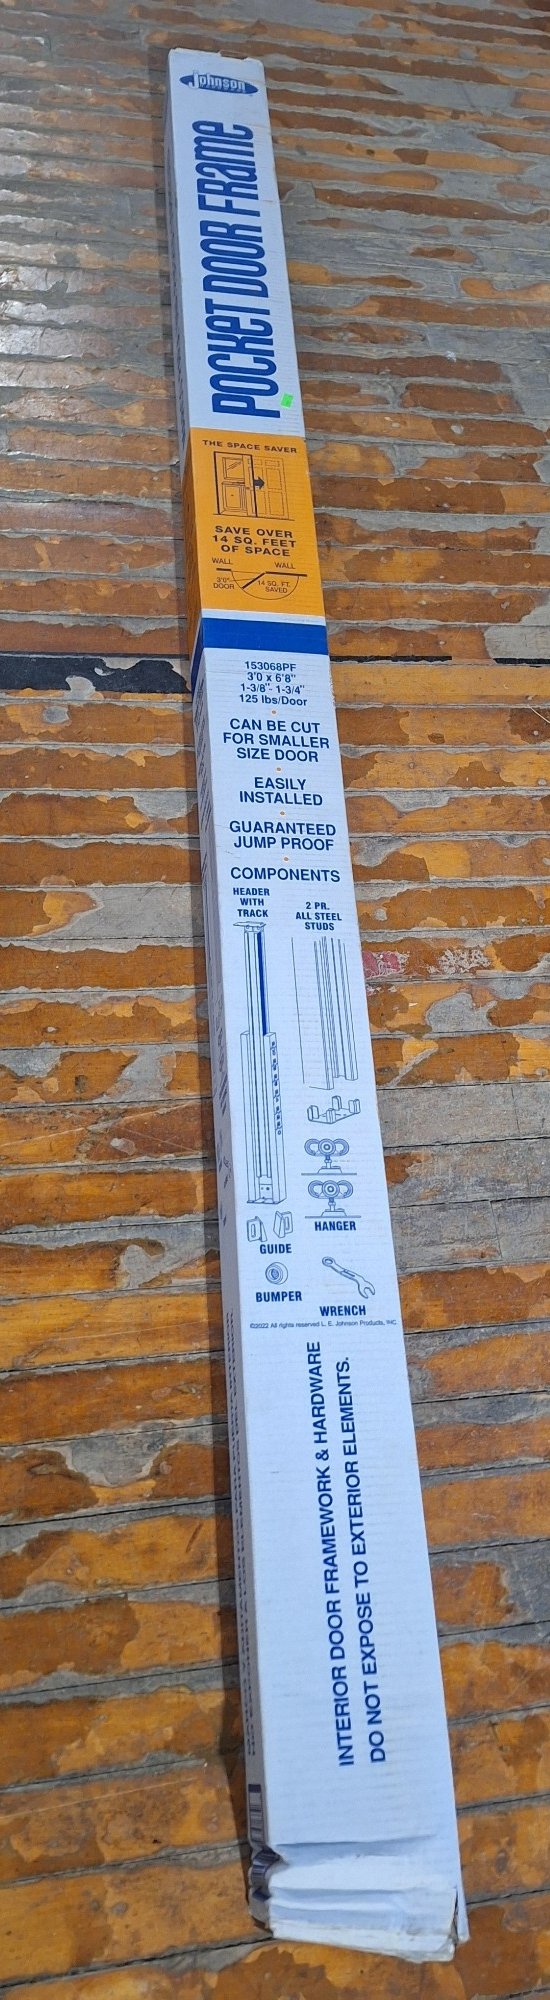 Johnson
POCKET DOOR FRame
THE SPACE SAVER
SAVE OVER
14 SQ. FEET
OF SPACE
WALL
WALL
3'0"
DOOR
14 SQ. FT.
SAVED
153068PF
3'0 x 6'8"
1-3/8"- 1-3/4"
125 lbs/Door
CAN BE CUT
FOR SMALLER
SIZE DOOR
EASILY
INSTALLED
GUARANTEED
JUMP PROOF
COMPONENTS
HEADER
WITH
TRACK
2 PR.
ALL STEEL
STUDS
HANGER
GUIDE
BUMPER
WRENCH
©2022 All rights reserved L. E. Johnson Products, INC
INTERIOR DOOR FRAMEWORK & HARDWARE
DO NOT EXPOSE TO EXTERIOR ELEMENTS.